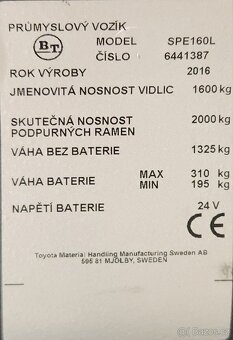 PRŮMYSLOVÝ VOZÍK
BT MODEL SPE160L
ČÍSLO 6441387
ROK VÝROBY 2016
JMENOVITÁ NOSNOST VIDLIC 1600 kg
SKUTEČNÁ NOSNOST 2000 kg
PODPURNÝCH RAMEN
VÁHA BEZ BATERIE 1325 kg
VÁHA BATERIE MAX 310 kg
MIN 195 kg
NAPĚTÍ BATERIE 24 V
CE
Toyota Material Handling Manufacturing Sweden AB
595 81 MJÖLBY, SWEDEN